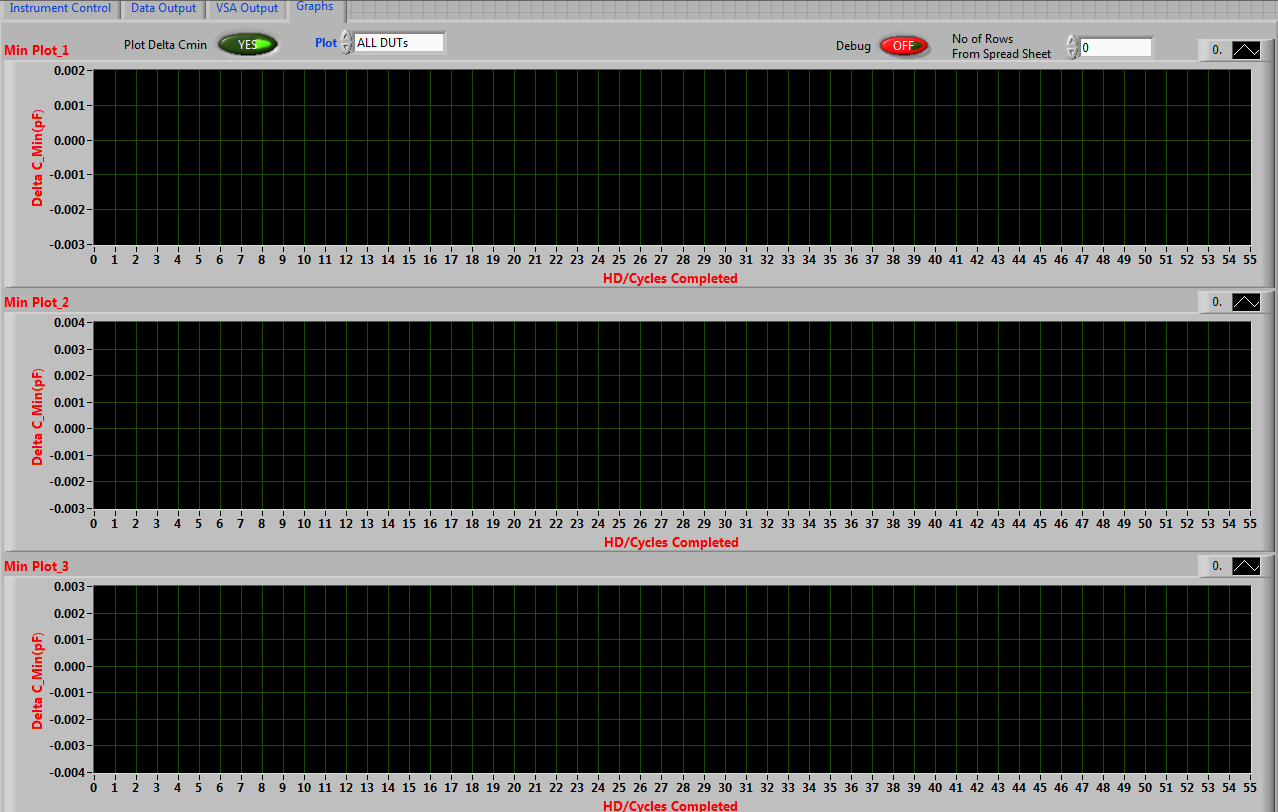 Instrument Control Data Output VSA Output Graphs
Plot Delta Cmin YES Plot ALL DUTs Debug OFF No of Rows
From Spread Sheet 0
Min Plot_1 0.
0.002
0.001
0.000
-0.001
-0.002
-0.003
Delta C_Min(pF)
0 1 2 3 4 5 6 7 8 9 10 11 12 13 14 15 16 17 18 19 20 21 22 23 24 25 26 27 28 29 30 31 32 33 34 35 36 37 38 39 40 41 42 43 44 45 46 47 48 49 50 51 52 53 55
HD/Cycles Completed
Min Plot_2 0.
0.004
0.003
0.002
0.001
0.000
-0.001
-0.002
-0.003
Delta C_Min(pF)
0 1 2 3 4 5 6 7 8 9 10 11 12 13 14 15 16 17 18 19 20 21 22 23 24 25 26 27 28 29 30 31 32 33 34 35 36 37 38 39 40 41 42 43 44 45 46 47 48 49 50 51 52 53 55
HD/Cycles Completed
Min Plot_3 0.
0.003
0.002
0.001
0.000
-0.001
-0.002
-0.003
-0.004
Delta C_Min(pF)
0 1 2 3 4 5 6 7 8 9 10 11 12 13 14 15 16 17 18 19 20 21 22 23 24 25 26 27 28 29 30 31 32 33 34 35 36 37 38 39 40 41 42 43 44 45 46 47 48 49 50 51 52 53 55
HD/Cycles Completed